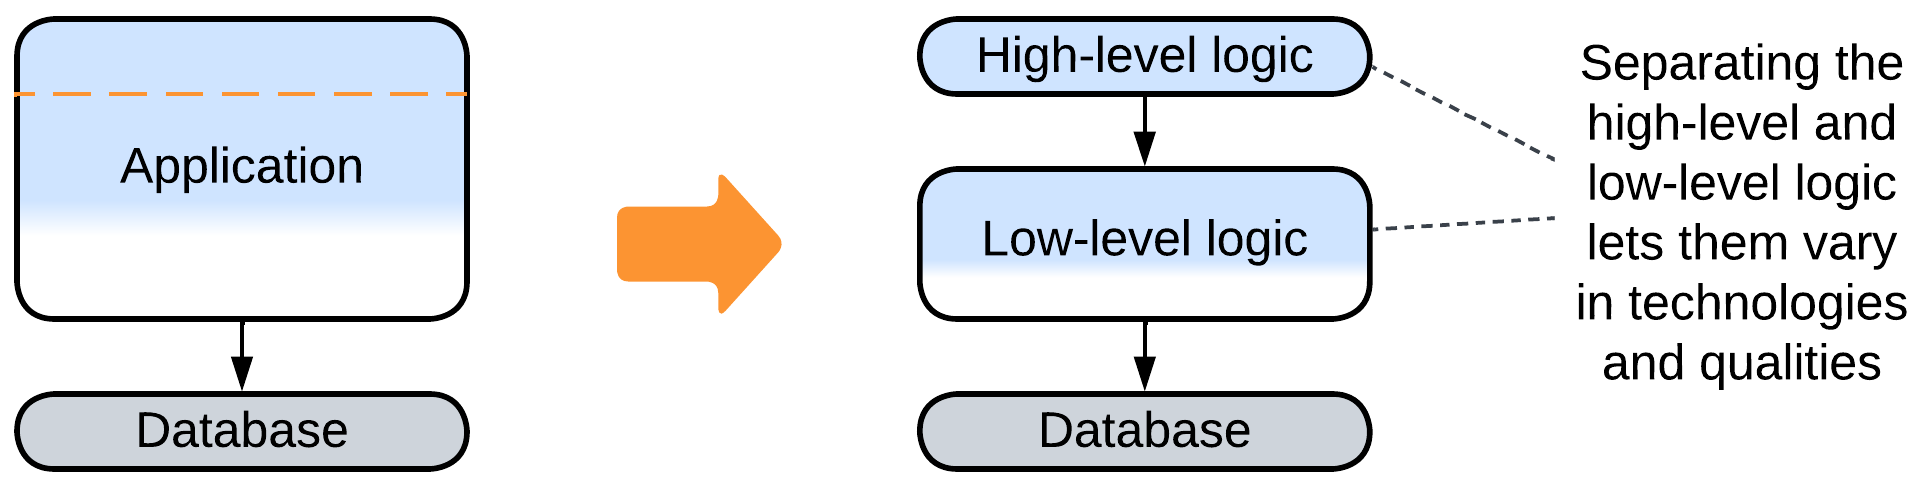 Application
Database
High-level logic
Low-level logic
Database
Separating the
high-level and
low-level logic
lets them vary
in technologies
and qualities